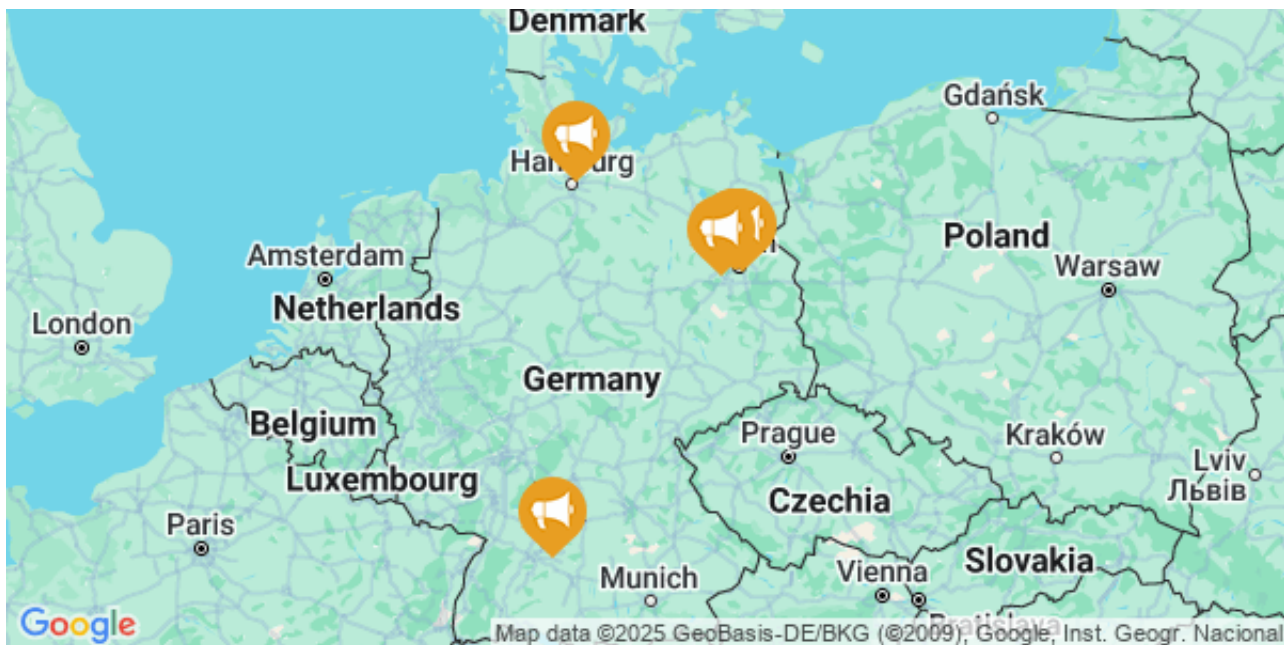 Denmark
Gdańsk
Hamburg
Poland
Amsterdam
Warsaw
Netherlands
London
Germany
Belgium
Prague
Kraków
Luxembourg
Lviv
Львів
Czechia
Paris
Slovakia
Munich
Vienna
Bratislava
Google
Map data ©2025 GeoBasis-DE/BKG (©2009), Google, Inst. Geogr. Nacional